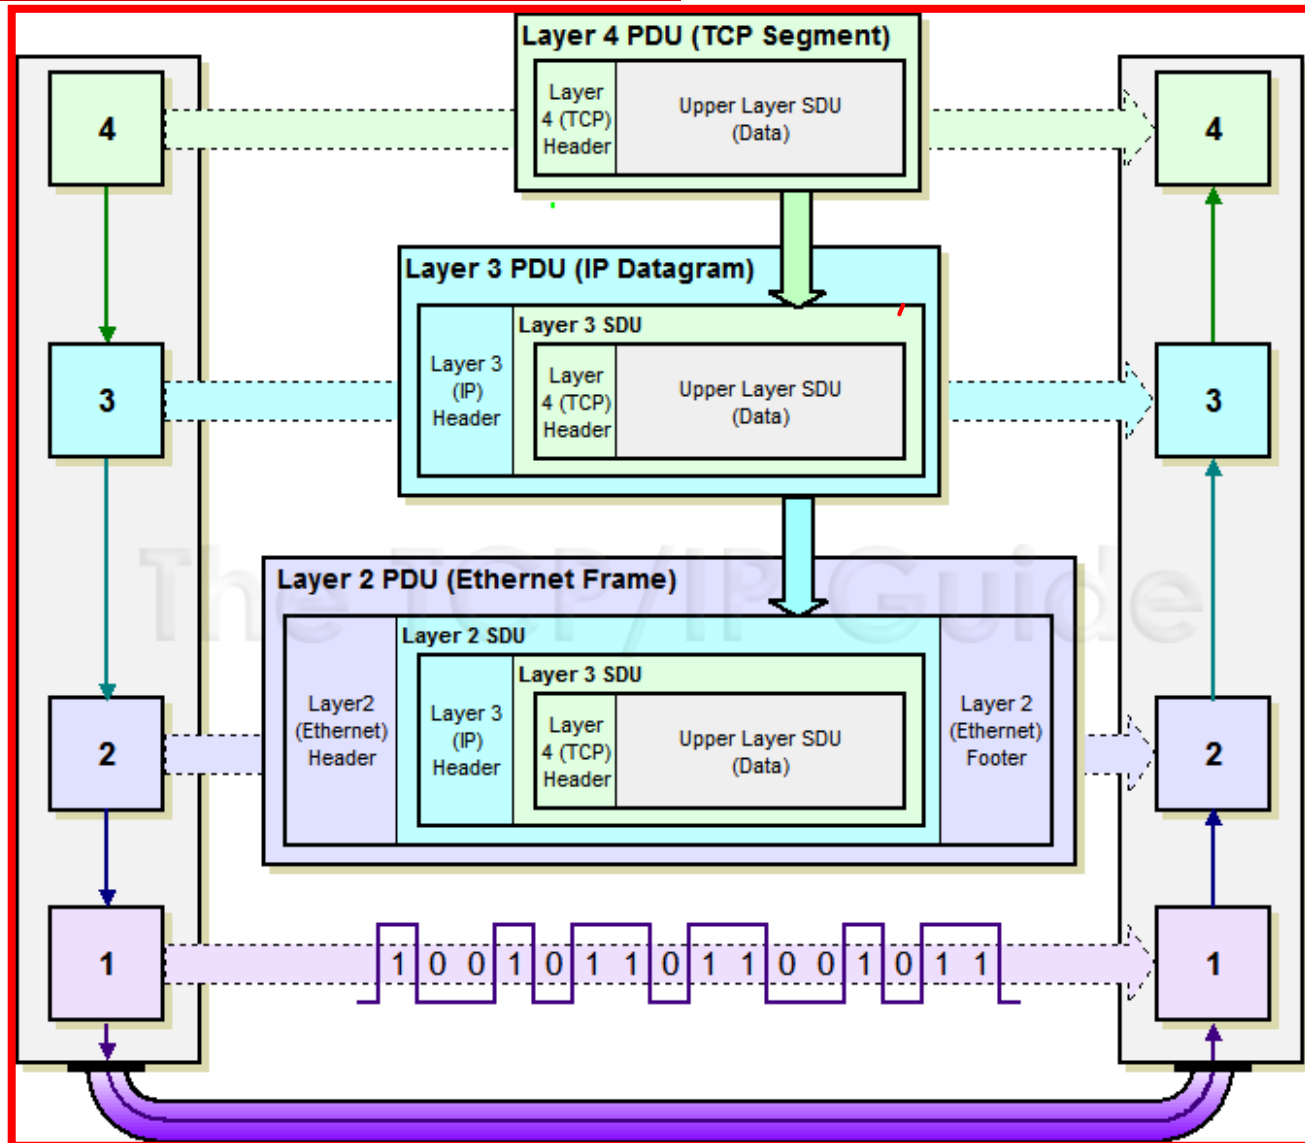 Layer 4 PDU (TCP Segment)
4
Layer
4 (TCP)
Header
Upper Layer SDU
(Data)
4
Layer 3 PDU (IP Datagram)
Layer 3 SDU
3
Layer 3
(IP)
Header
Layer
4 (TCP)
Header
Upper Layer SDU
(Data)
3
The TCP/IP Guide
Layer 2 PDU (Ethernet Frame)
Layer 2 SDU
Layer 3 SDU
2
Layer2
(Ethernet)
Header
Layer 3
(IP)
Header
Layer
4 (TCP)
Header
Upper Layer SDU
(Data)
Layer 2
(Ethernet)
Footer
2
1
1 0 0 1 0 1 1 0 1 1 0 0 1 0 1 1
1